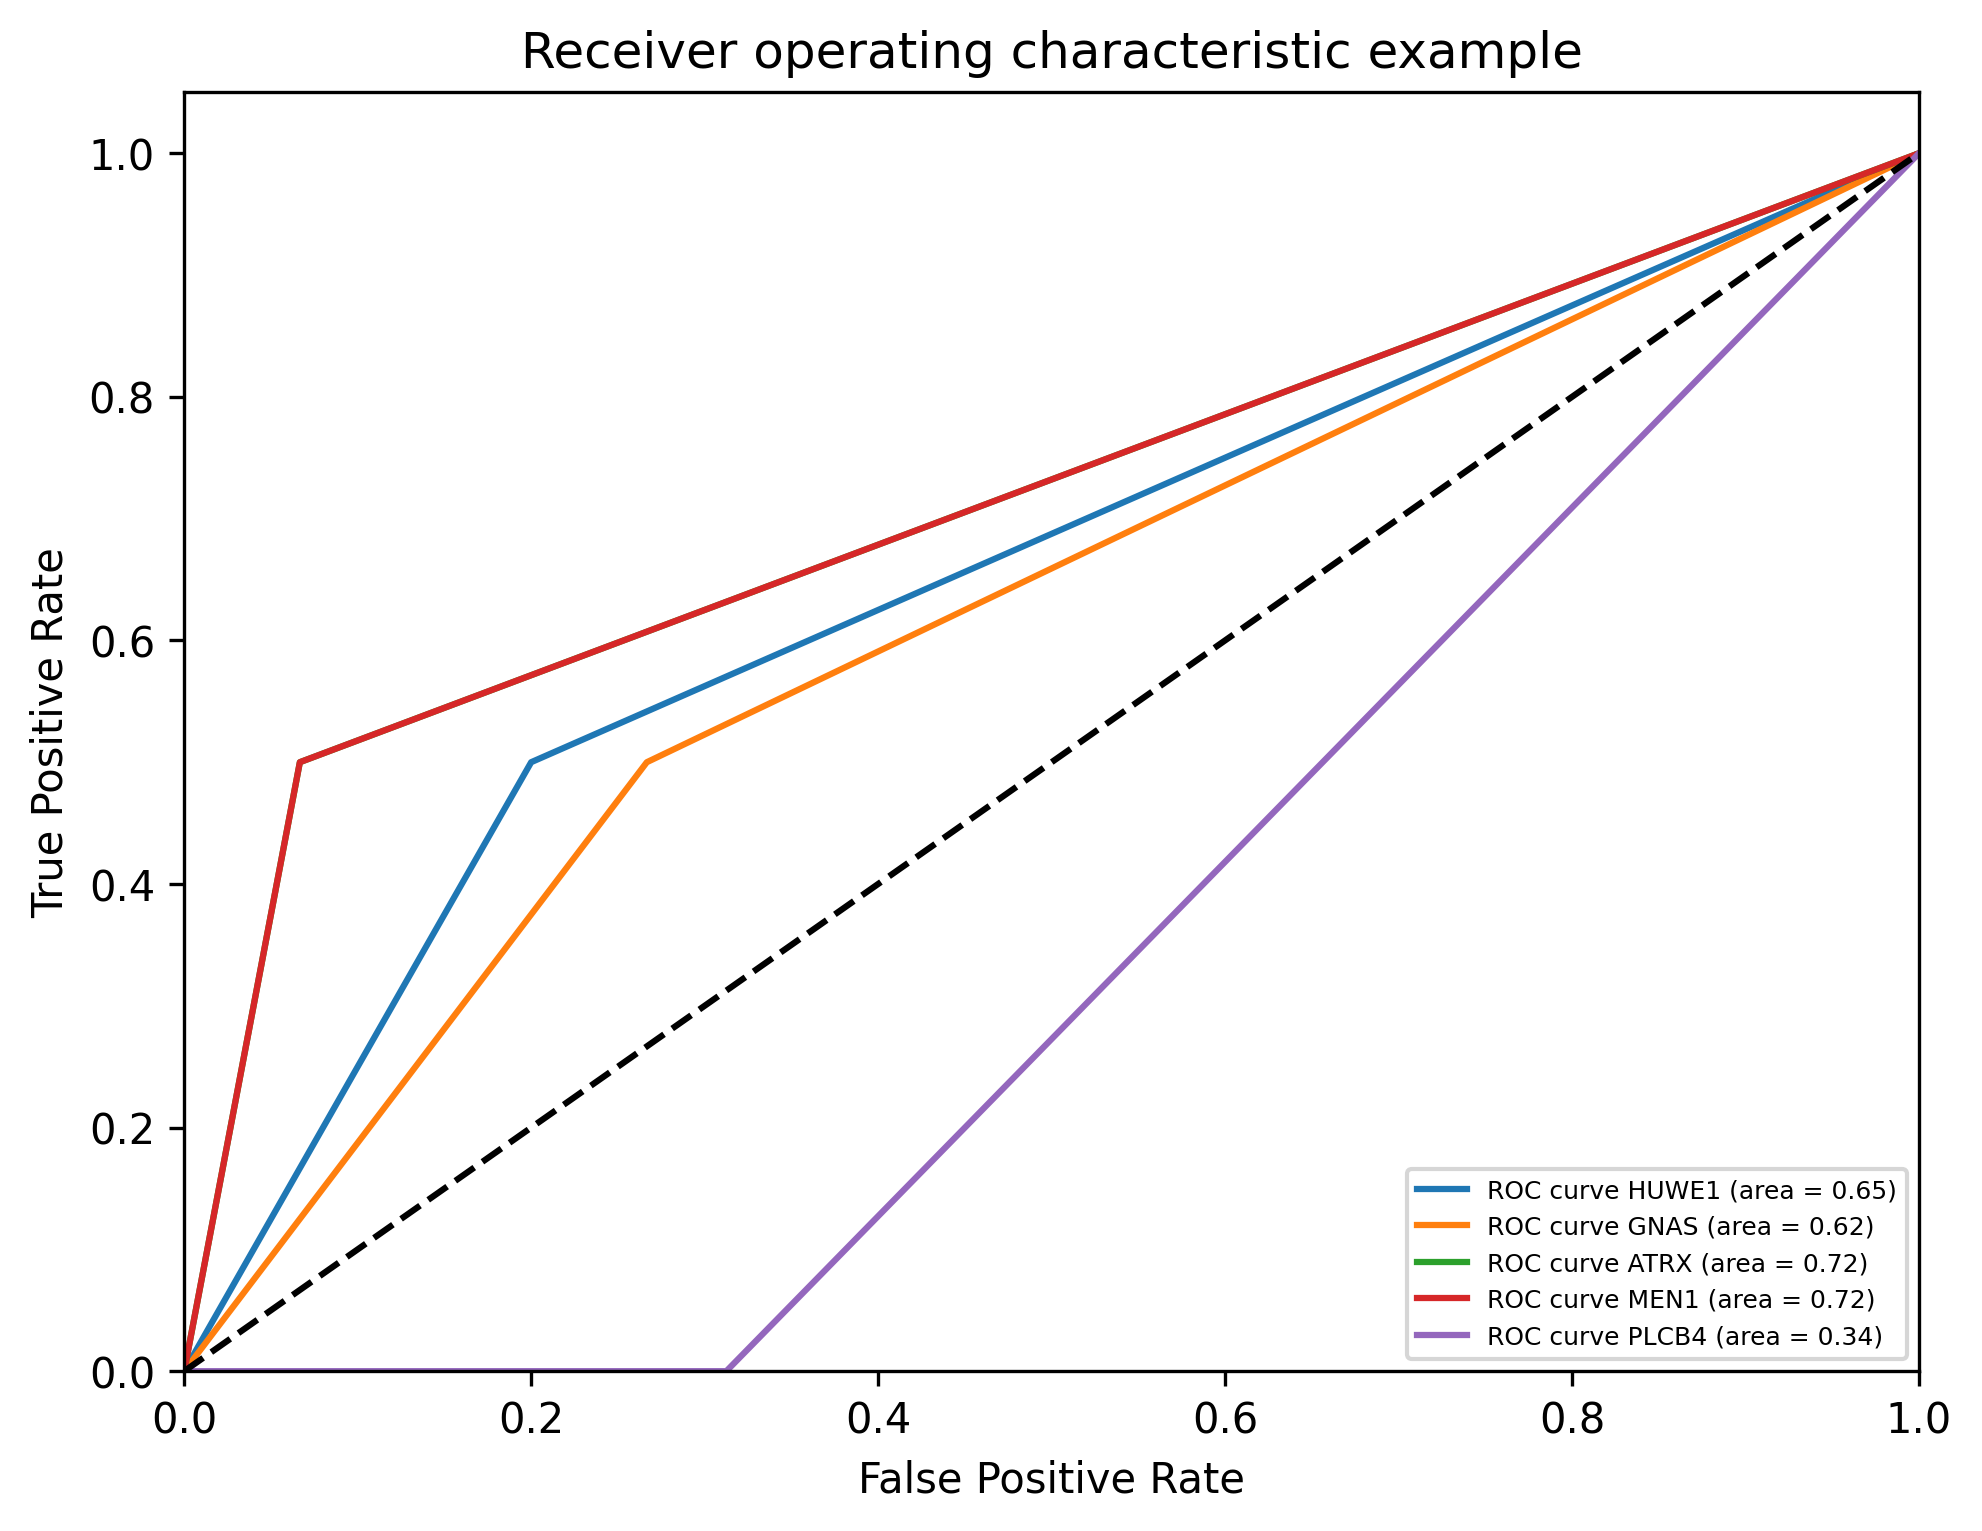 Receiver operating characteristic example
True Positive Rate
1.0
0.8
0.6
0.4
0.2
0.0
ROC curve HUWE1 (area = 0.65)
ROC curve GNAS (area = 0.62)
ROC curve ATRX (area = 0.72)
ROC curve MEN1 (area = 0.72)
ROC curve PLCB4 (area = 0.34)
0.0 0.2 0.4 0.6 0.8 1.0
False Positive Rate